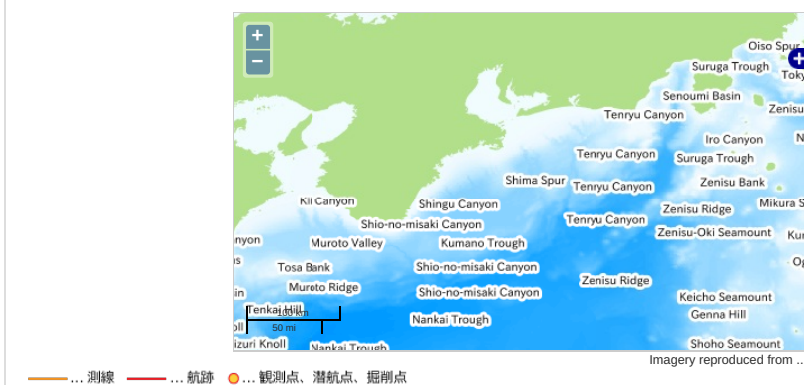 +
−
Oiso Spur
Suruga Trough
Toky
Senoumi Basin
Zenisu
Tenryu Canyon
Iro Canyon
N
Tenryu Canyon
Suruga Trough
Shima Spur
Tenryu Canyon
Zenisu Bank
Kii Canyon
Shingu Canyon
Zenisu Ridge
Mikura S
Shio-no-misaki Canyon
Tenryu Canyon
Zenisu-Oki Seamount
Kur
nyon
Muroto Valley
Kumano Trough
s
Tosa Bank
Shio-no-misaki Canyon
Og
Zenisu Ridge
Mureto Ridge
in
Shio-no-misaki Canyon
Keicho Seamount
Tenkai Hill
100 km
Genna Hill
oll
50 mi
Nankai Trough
izuri Knoll
Nankai Trough
Shoho Seamount
Imagery reproduced from ..
... 測線 ... 航跡 ... 観測点、潜航点、掘削点